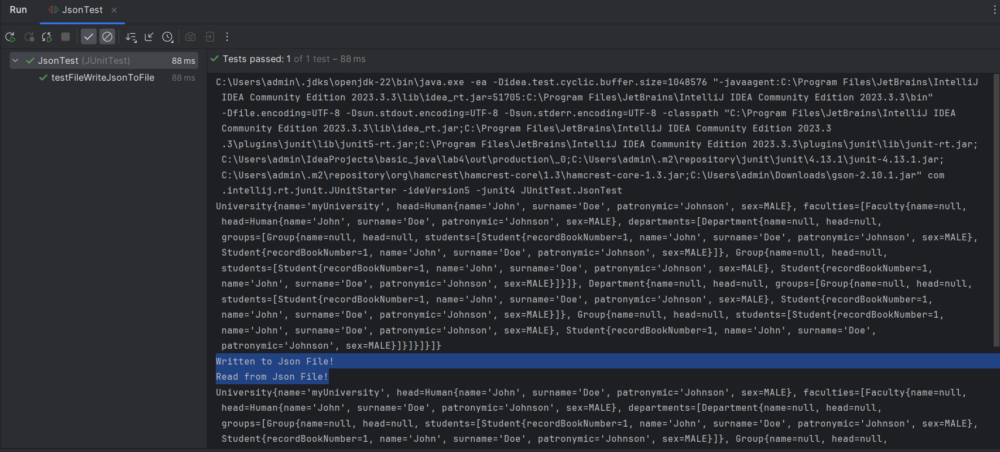 Run JsonTest
JsonTest (JUnitTest) 88 ms
testFileWriteJsonToFile 88 ms
Tests passed: 1 of 1 test – 88 ms
C:\Users\admin\.jdks\openjdk-22\bin\java.exe -ea -Didea.test.cyclic.buffer.size=1048576 "-javaagent:C:\Program Files\JetBrains\IntelliJ
IDEA Community Edition 2023.3.3\lib\idea_rt.jar=51705:C:\Program Files\JetBrains\IntelliJ IDEA Community Edition 2023.3.3\bin"
-Dfile.encoding=UTF-8 -Dsun.stdout.encoding=UTF-8 -Dsun.stderr.encoding=UTF-8 -classpath "C:\Program Files\JetBrains\IntelliJ IDEA
Community Edition 2023.3.3\lib\idea_rt.jar;C:\Program Files\JetBrains\IntelliJ IDEA Community Edition 2023.3
.3\plugins\junit\lib\junit5-rt.jar;C:\Program Files\JetBrains\IntelliJ IDEA Community Edition 2023.3.3\plugins\junit\lib\junit-rt.jar;
C:\Users\admin\IdeaProjects\basic_java\lab4\out\production\_0;C:\Users\admin\.m2\repository\junit\junit\4.13.1\junit-4.13.1.jar;
C:\Users\admin\.m2\repository\org\hamcrest\hamcrest-core\1.3\hamcrest-core-1.3.jar;C:\Users\admin\Downloads\gson-2.10.1.jar" com
.intellij.rt.junit.JUnitStarter -ideVersion5 -junit4 JUnitTest.JsonTest
University{name='myUniversity', head=Human{name='John', surname='Doe', patronymic='Johnson', sex=MALE}, faculties=[Faculty{name=null,
head=Human{name='John', surname='Doe', patronymic='Johnson', sex=MALE}, departments=[Department{name=null, head=null,
groups=[Group{name=null, head=null, students=[Student{recordBookNumber=1, name='John', surname='Doe', patronymic='Johnson', sex=MALE},
Student{recordBookNumber=1, name='John', surname='Doe', patronymic='Johnson', sex=MALE}]}, Group{name=null, head=null,
students=[Student{recordBookNumber=1, name='John', surname='Doe', patronymic='Johnson', sex=MALE}, Student{recordBookNumber=1,
name='John', surname='Doe', patronymic='Johnson', sex=MALE}]}]}, Department{name=null, head=null, groups=[Group{name=null, head=null,
students=[Student{recordBookNumber=1, name='John', surname='Doe', patronymic='Johnson', sex=MALE}, Student{recordBookNumber=1,
name='John', surname='Doe', patronymic='Johnson', sex=MALE}]}, Group{name=null, head=null, students=[Student{recordBookNumber=1,
name='John', surname='Doe', patronymic='Johnson', sex=MALE}, Student{recordBookNumber=1, name='John', surname='Doe',
patronymic='Johnson', sex=MALE}]}]}]}]}
Written to Json File!
Read from Json File!
University{name='myUniversity', head=Human{name='John', surname='Doe', patronymic='Johnson', sex=MALE}, faculties=[Faculty{name=null,
head=Human{name='John', surname='Doe', patronymic='Johnson', sex=MALE}, departments=[Department{name=null, head=null,
groups=[Group{name=null, head=null, students=[Student{recordBookNumber=1, name='John', surname='Doe', patronymic='Johnson', sex=MALE},
Student{recordBookNumber=1, name='John', surname='Doe', patronymic='Johnson', sex=MALE}]}, Group{name=null, head=null,